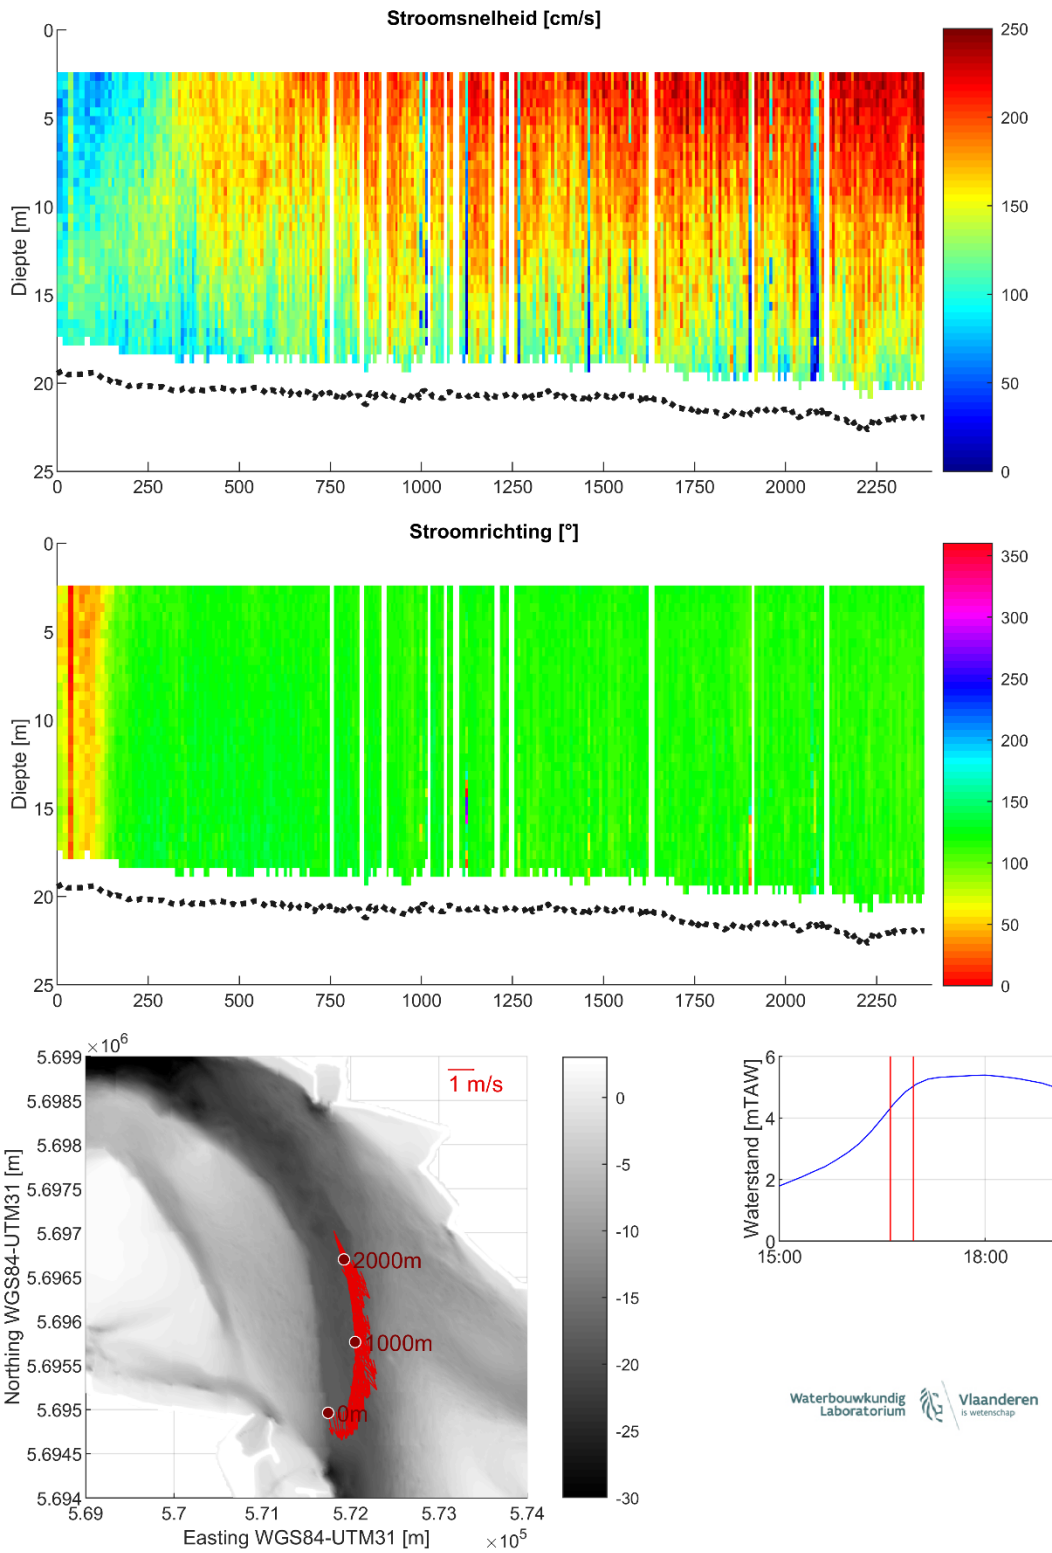 Stroomsnelheid [cm/s]
0
5
10
15
20
25
Diepte [m]
0 250 500 750 1000 1250 1500 1750 2000 2250
250
200
150
100
50
0
Stroomrichting [°]
0
5
10
15
20
25
Diepte [m]
0 250 500 750 1000 1250 1500 1750 2000 2250
350
300
250
200
150
100
50
0
×10⁶
5.699
5.6985
5.698
5.6975
5.697
5.6965
5.696
5.6955
5.695
5.6945
5.694
Northing WGS84-UTM31 [m]
1 m/s
2000m
1000m
0m
5.69 5.7 5.71 5.72 5.73 5.74
Easting WGS84-UTM31 [m]
×10⁵
0
-5
-10
-15
-20
-25
-30
6
4
2
0
Waterstand [mTAW]
15:00 18:00
Waterbouwkundig
Laboratorium
Vlaanderen
is wetenschap